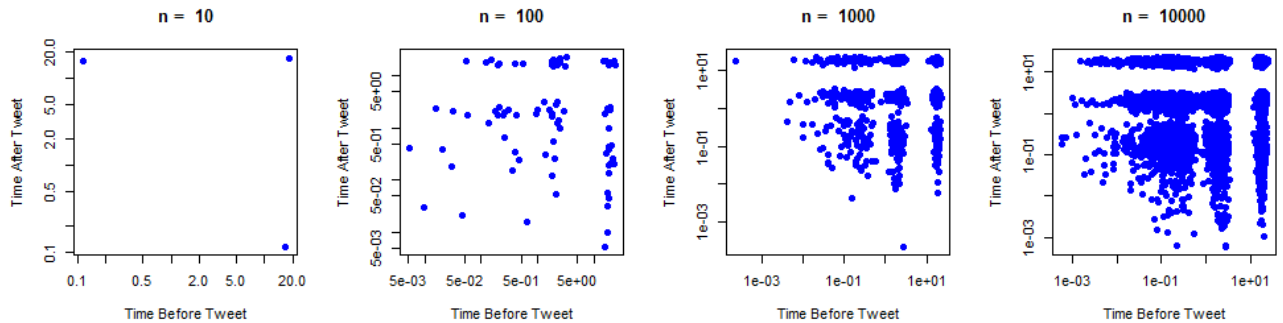 n = 10
n = 100
n = 1000
n = 10000
Time After Tweet
20.0
5.0
2.0
0.5
0.1
0.1
0.5
2.0
5.0
20.0
Time Before Tweet
Time After Tweet
5e+00
5e-01
5e-02
5e-03
5e-03
5e-02
5e-01
5e+00
Time Before Tweet
Time After Tweet
1e+01
1e-01
1e-03
1e-03
1e-01
1e+01
Time Before Tweet
Time After Tweet
1e+01
1e-01
1e-03
1e-03
1e-01
1e+01
Time Before Tweet